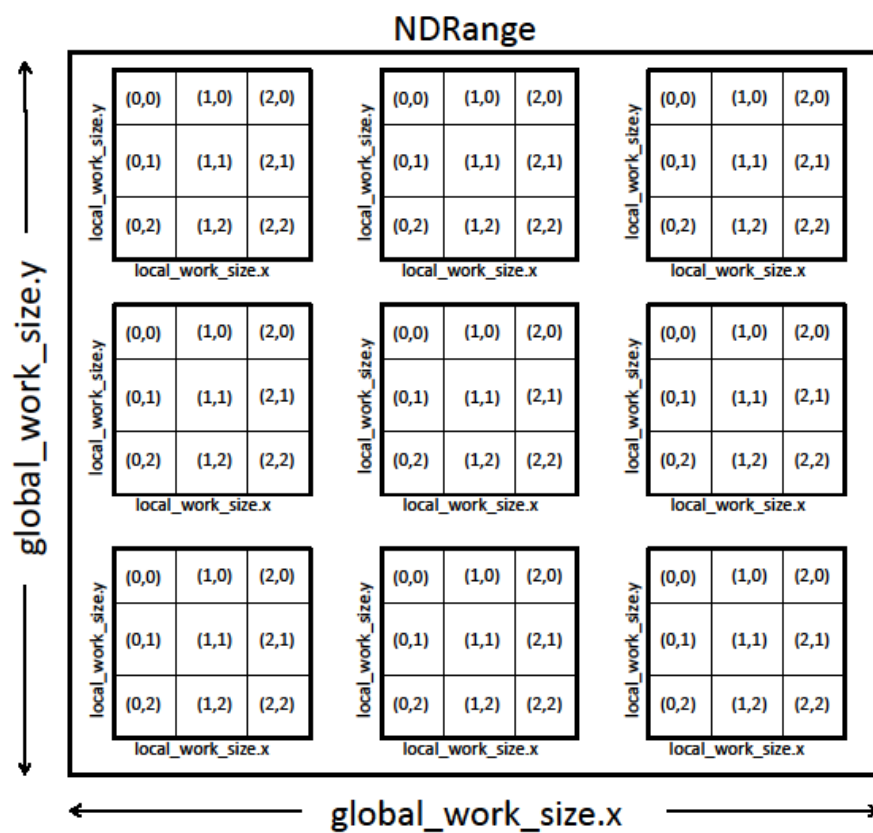 NDRange
global_work_size.y
local_work_size.y
(0,0) (1,0) (2,0)
(0,1) (1,1) (2,1)
(0,2) (1,2) (2,2)
local_work_size.x
local_work_size.y
(0,0) (1,0) (2,0)
(0,1) (1,1) (2,1)
(0,2) (1,2) (2,2)
local_work_size.x
local_work_size.y
(0,0) (1,0) (2,0)
(0,1) (1,1) (2,1)
(0,2) (1,2) (2,2)
local_work_size.x
local_work_size.y
(0,0) (1,0) (2,0)
(0,1) (1,1) (2,1)
(0,2) (1,2) (2,2)
local_work_size.x
local_work_size.y
(0,0) (1,0) (2,0)
(0,1) (1,1) (2,1)
(0,2) (1,2) (2,2)
local_work_size.x
local_work_size.y
(0,0) (1,0) (2,0)
(0,1) (1,1) (2,1)
(0,2) (1,2) (2,2)
local_work_size.x
local_work_size.y
(0,0) (1,0) (2,0)
(0,1) (1,1) (2,1)
(0,2) (1,2) (2,2)
local_work_size.x
local_work_size.y
(0,0) (1,0) (2,0)
(0,1) (1,1) (2,1)
(0,2) (1,2) (2,2)
local_work_size.x
local_work_size.y
(0,0) (1,0) (2,0)
(0,1) (1,1) (2,1)
(0,2) (1,2) (2,2)
local_work_size.x
global_work_size.x